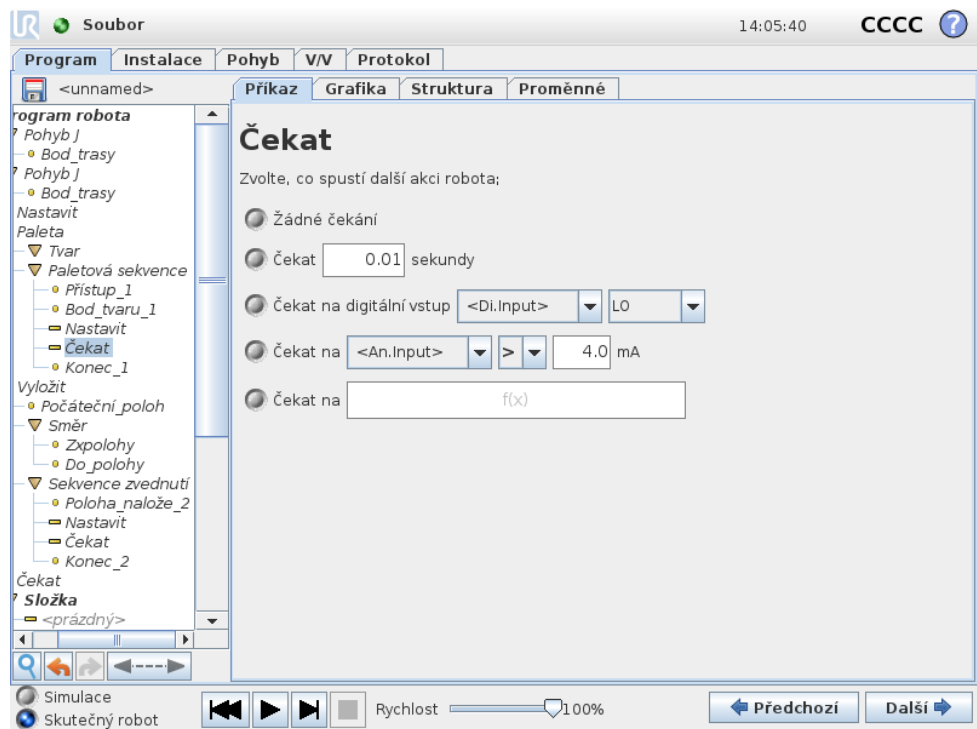 UR Soubor 14:05:40 CCCC ?
Program Instalace Pohyb V/V Protokol
<unnamed> Příkaz Grafika Struktura Proměnné
rogram robota
Pohyb J
Bod_trasy
Pohyb J
Bod_trasy
Nastavit
Paleta
Tvar
Paletová sekvence
Přístup_1
Bod_tvaru_1
Nastavit
Čekat
Konec_1
Vyložit
Počáteční_poloh
Směr
Zxpolohy
Do_polohy
Sekvence zvednutí
Poloha_nalože_2
Nastavit
Čekat
Konec_2
Čekat
Složka
<prázdný>
Čekat
Zvolte, co spustí další akci robota;
Žádné čekání
Čekat 0.01 sekundy
Čekat na digitální vstup <Di.Input> LO
Čekat na <An.Input> > 4.0 mA
Čekat na f(x)
Simulace
Skutečný robot
Rychlost 100%
Předchozí Další